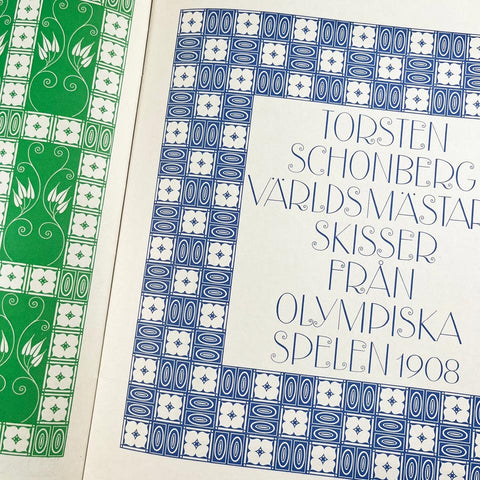 TORSTEN
SCHONBERG
VÄRLDSMÄSTAR
SKISSER
FRÅN
OLYMPISKA
SPELEN 1908